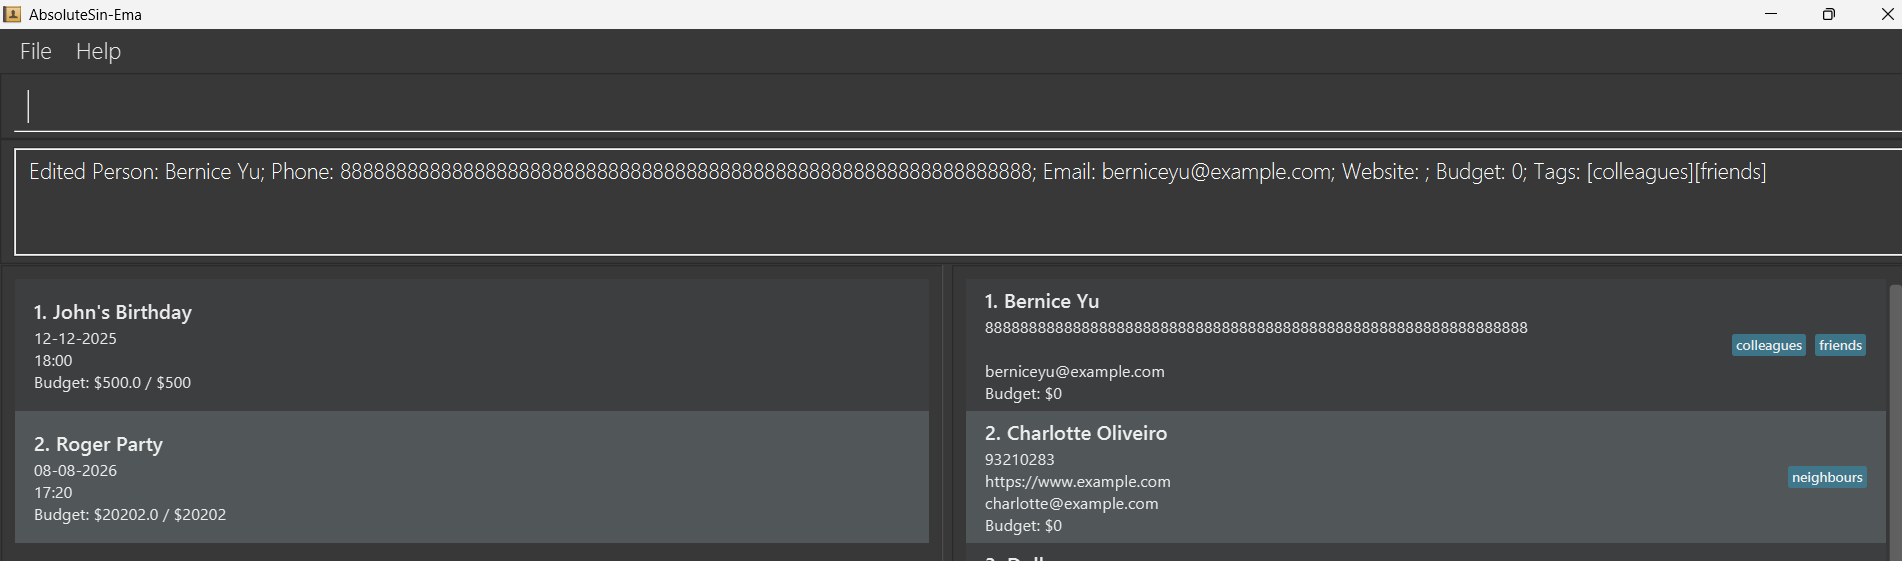 AbsoluteSin-Ema
File Help
Edited Person: Bernice Yu; Phone: 88888888888888888888888888888888888888888888888888888888888888888888888888; Email: berniceyu@example.com; Website: ; Budget: 0; Tags: [colleagues][friends]
1. John's Birthday
12-12-2025
18:00
Budget: $500.0 / $500
2. Roger Party
08-08-2026
17:20
Budget: $20202.0 / $20202
1. Bernice Yu
88888888888888888888888888888888888888888888888888888888888888888888888888
colleagues friends
berniceyu@example.com
Budget: $0
2. Charlotte Oliveiro
93210283
https://www.example.com
neighbours
charlotte@example.com
Budget: $0